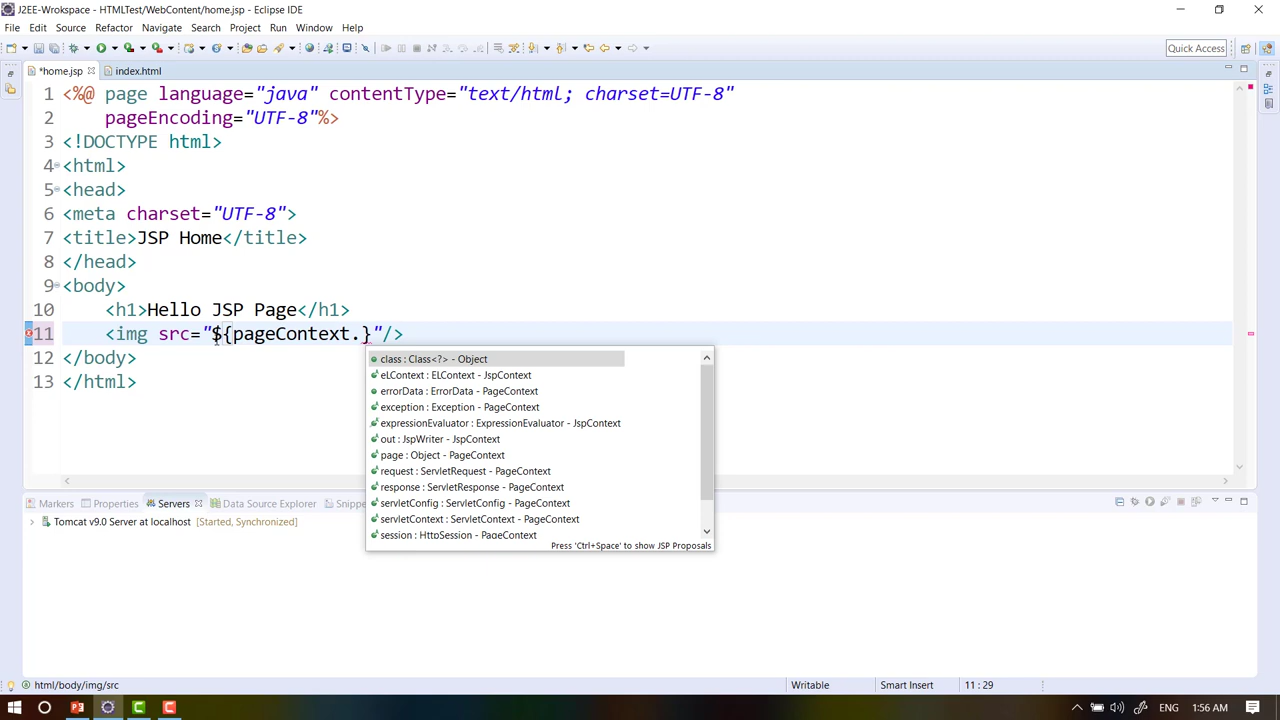 J2EE-Wrokspace - HTMLTest/WebContent/home.jsp - Eclipse IDE
File Edit Source Refactor Navigate Search Project Run Window Help
Quick Access
*home.jsp index.html
1 <%@ page language="java" contentType="text/html; charset=UTF-8"
2 pageEncoding="UTF-8"%>
3 <!DOCTYPE html>
4 <html>
5 <head>
6 <meta charset="UTF-8">
7 <title>JSP Home</title>
8 </head>
9 <body>
10 <h1>Hello JSP Page</h1>
11 <img src="${pageContext.}"/>
12 </body>
13 </html>
class : Class<?> - Object
eLContext : ELContext - JspContext
errorData : ErrorData - PageContext
exception : Exception - PageContext
expressionEvaluator : ExpressionEvaluator - JspContext
out : JspWriter - JspContext
page : Object - PageContext
request : ServletRequest - PageContext
response : ServletResponse - PageContext
servletConfig : ServletConfig - PageContext
servletContext : ServletContext - PageContext
session : HttpSession - PageContext
Press 'Ctrl+Space' to show JSP Proposals
Markers Properties Servers Data Source Explorer Snippe
Tomcat v9.0 Server at localhost [Started, Synchronized]
html/body/img/src Writable Smart Insert 11 : 29
ENG 1:56 AM